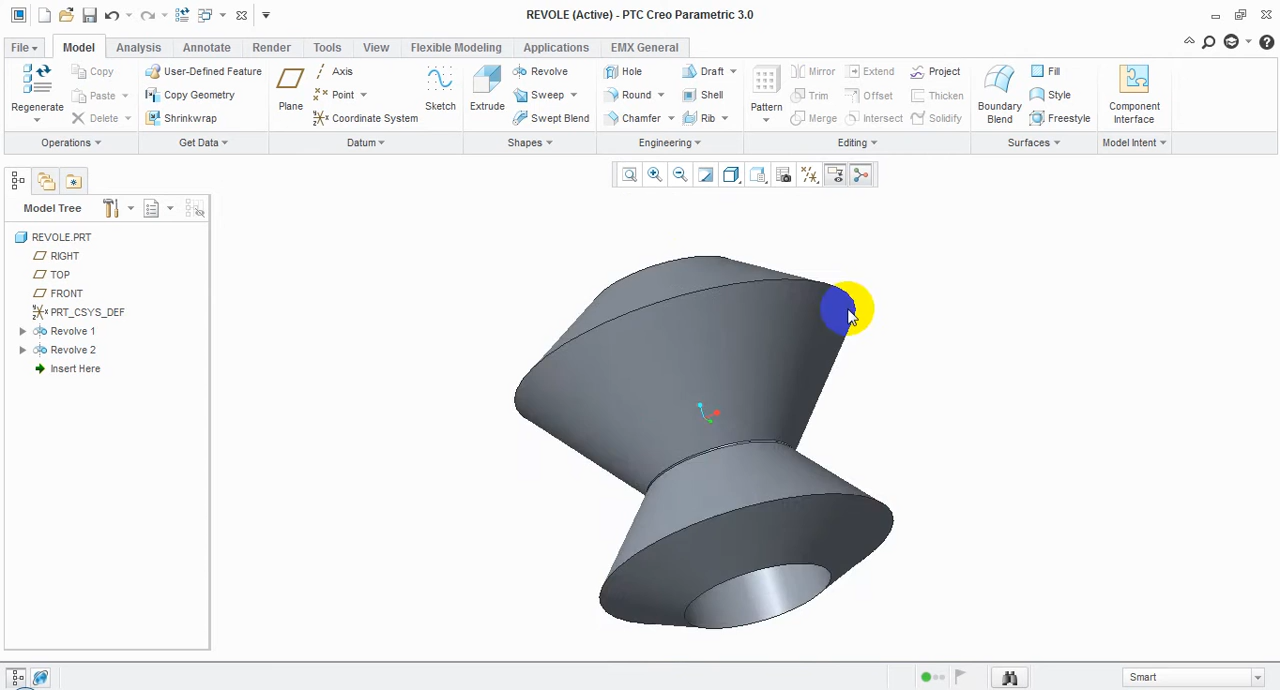 REVOLE (Active) - PTC Creo Parametric 3.0
File Model Analysis Annotate Render Tools View Flexible Modeling Applications EMX General
Regenerate Copy Paste Delete
User-Defined Feature Copy Geometry Shrinkwrap
Plane Axis Point Coordinate System Sketch
Extrude Revolve Sweep Swept Blend
Hole Round Chamfer Draft Shell Rib
Pattern Mirror Trim Merge Extend Offset Intersect Project Thicken Solidify
Boundary Blend Fill Style Freestyle
Component Interface
Operations Get Data Datum Shapes Engineering Editing Surfaces Model Intent
Model Tree
REVOLE.PRT
RIGHT
TOP
FRONT
PRT_CSYS_DEF
Revolve 1
Revolve 2
Insert Here
Smart